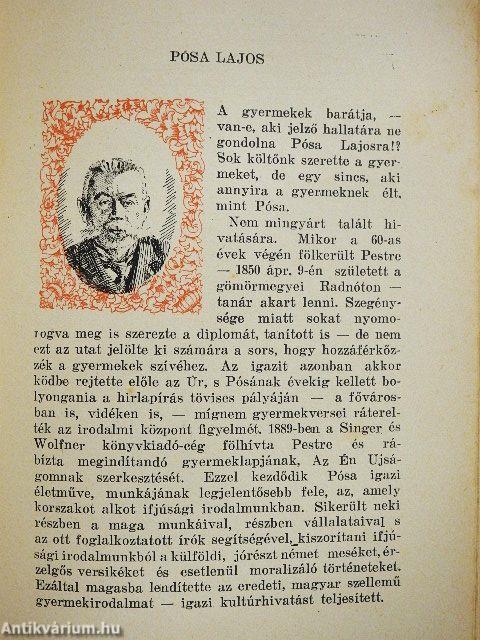 PÓSA LAJOS
A gyermekek barátja, —
van-e, aki jelző hallatára ne
gondolna Pósa Lajosra!?
Sok költőnk szerette a gyer-
meket, de egy sincs, aki
annyira a gyermeknek élt,
mint Pósa.
Nem mingyárt talált hi-
vatására. Mikor a 60-as
évek végén fölkerült Pestre
— 1850 ápr. 9-én született a
gömörmegyei Radnóton —
tanár akart lenni. Szegény-
sége miatt sokat nyomo-
rogva meg is szerezte a diplomát, tanított is — de nem
ezt az utat jelölte ki számára a sors, hogy hozzáférkőz-
zék a gyermekek szívéhez. Az igazit azonban akkor
ködbe rejtette előle az Úr, s Pósának évekig kellett bo-
lyongania a hirlapírás tövises pályáján — a főváros-
ban is, vidéken is, — mígnem gyermekversei ráterel-
ték az irodalmi központ figyelmét. 1889-ben a Singer és
Wolfner könyvkiadó-cég fölhívta Pestre és rá-
bízta megindítandó gyermeklapjának, Az Én Ujsá-
gomnak szerkesztését. Ezzel kezdődik Pósa igazi
életműve, munkájának legjelentősebb fele, az, amely
korszakot alkot ifjúsági irodalmunkban. Sikerült neki
részben a maga munkáival, részben vállalataival s
az ott foglalkoztatott írók segítségével, kiszorítani ifjú-
sági irodalmunkból a külföldi, jórészt német meséket, ér-
zelgős versikéket és esetlenül moralizáló történeteket.
Ezáltal magasba lendítette az eredeti, magyar szellemű
gyermekirodalmat — igazi kultúrhivatást teljesített.
Antikvárium.hu